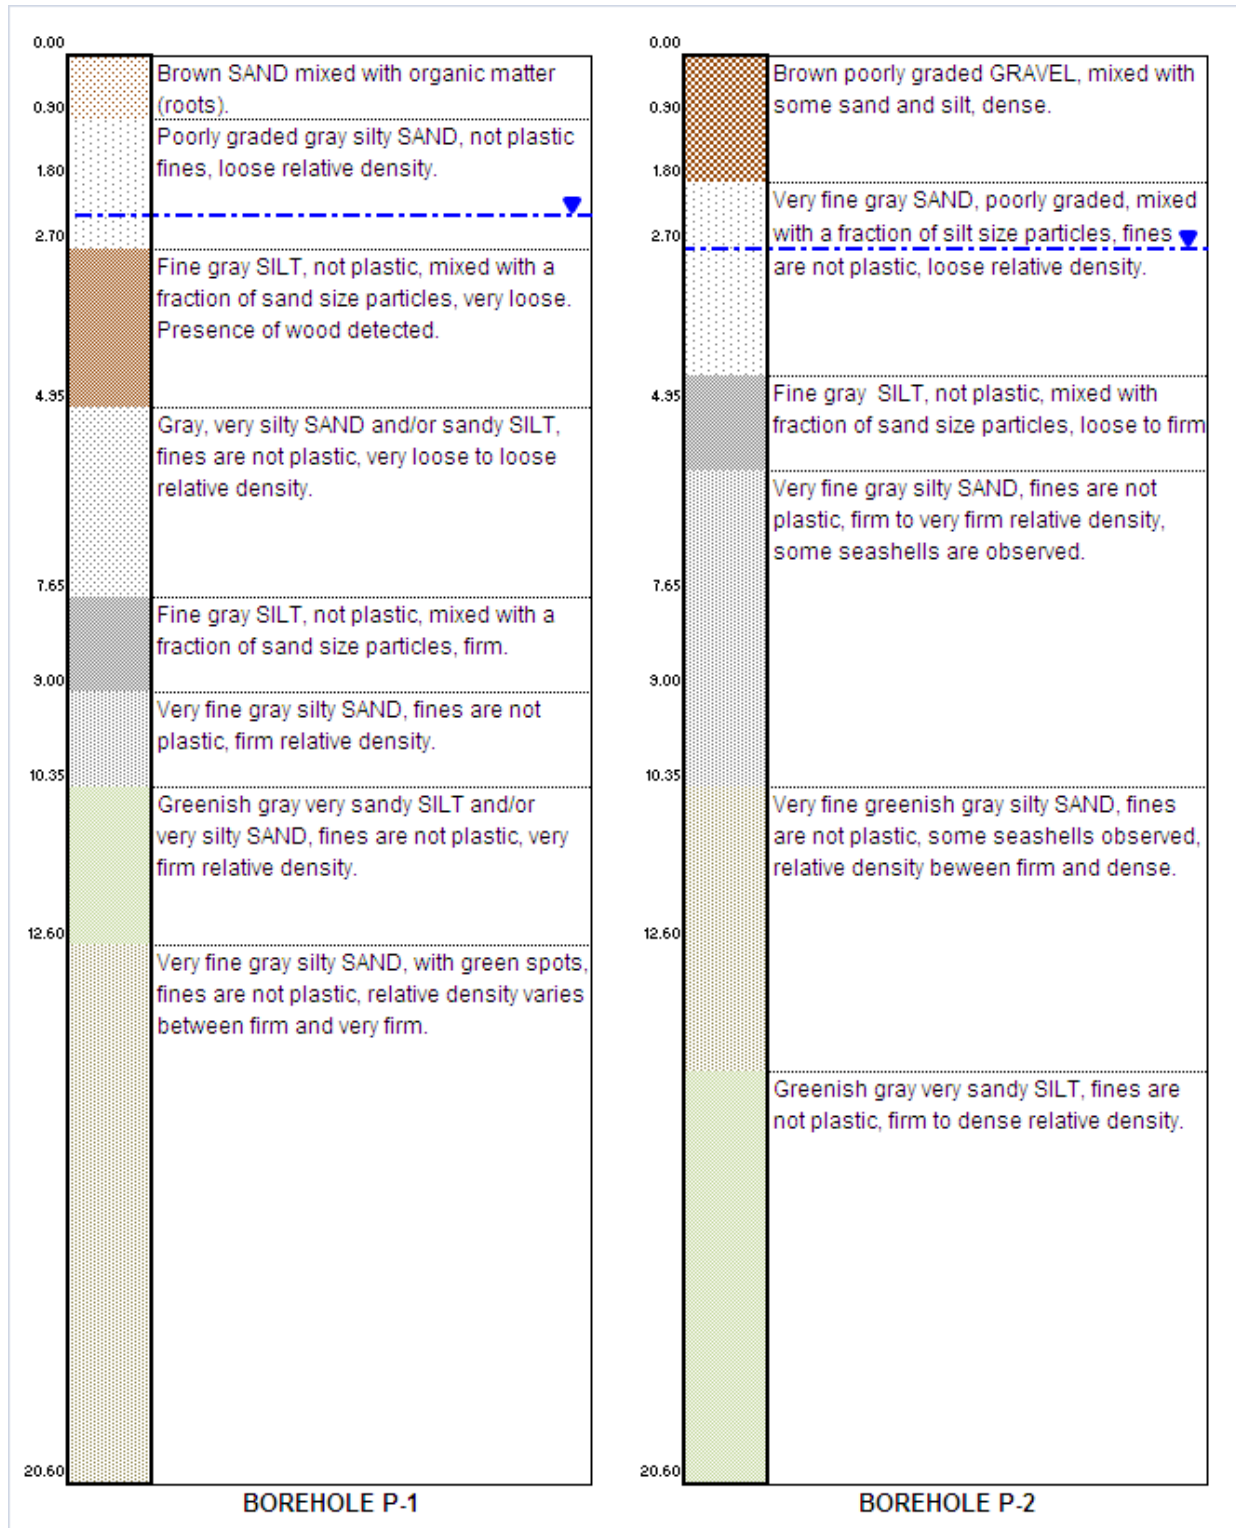 0.00
Brown SAND mixed with organic matter
0.90
(roots).
Poorly graded gray silty SAND, not plastic
1.80
fines, loose relative density.
2.70
Fine gray SILT, not plastic, mixed with a
fraction of sand size particles, very loose.
Presence of wood detected.
4.95
Gray, very silty SAND and/or sandy SILT,
fines are not plastic, very loose to loose
relative density.
7.65
Fine gray SILT, not plastic, mixed with a
fraction of sand size particles, firm.
9.00
Very fine gray silty SAND, fines are not
plastic, firm relative density.
10.35
Greenish gray very sandy SILT and/or
very silty SAND, fines are not plastic, very
firm relative density.
12.60
Very fine gray silty SAND, with green spots,
fines are not plastic, relative density varies
between firm and very firm.
20.60
BOREHOLE P-1
0.00
Brown poorly graded GRAVEL, mixed with
0.90
some sand and silt, dense.
1.80
Very fine gray SAND, poorly graded, mixed
2.70
with a fraction of silt size particles, fines
are not plastic, loose relative density.
4.95
Fine gray SILT, not plastic, mixed with
fraction of sand size particles, loose to firm
Very fine gray silty SAND, fines are not
plastic, firm to very firm relative density,
some seashells are observed.
7.65
9.00
10.35
Very fine greenish gray silty SAND, fines
are not plastic, some seashells observed,
relative density beween firm and dense.
12.60
Greenish gray very sandy SILT, fines are
not plastic, firm to dense relative density.
20.60
BOREHOLE P-2